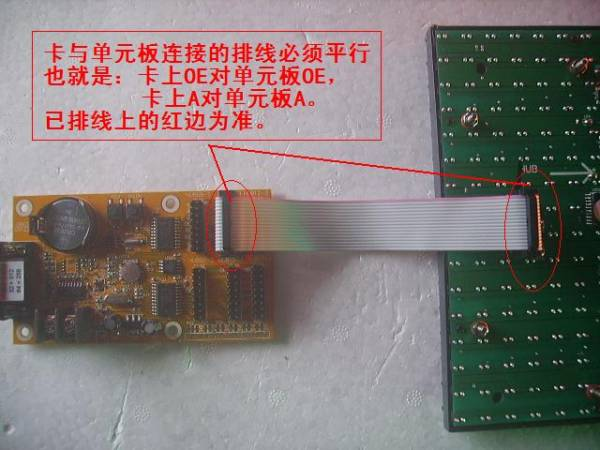 卡与单元板连接的排线必须平行
也就是：卡上OE对单元板OE，
卡上A对单元板A。
已排线上的红边为准。
HUB